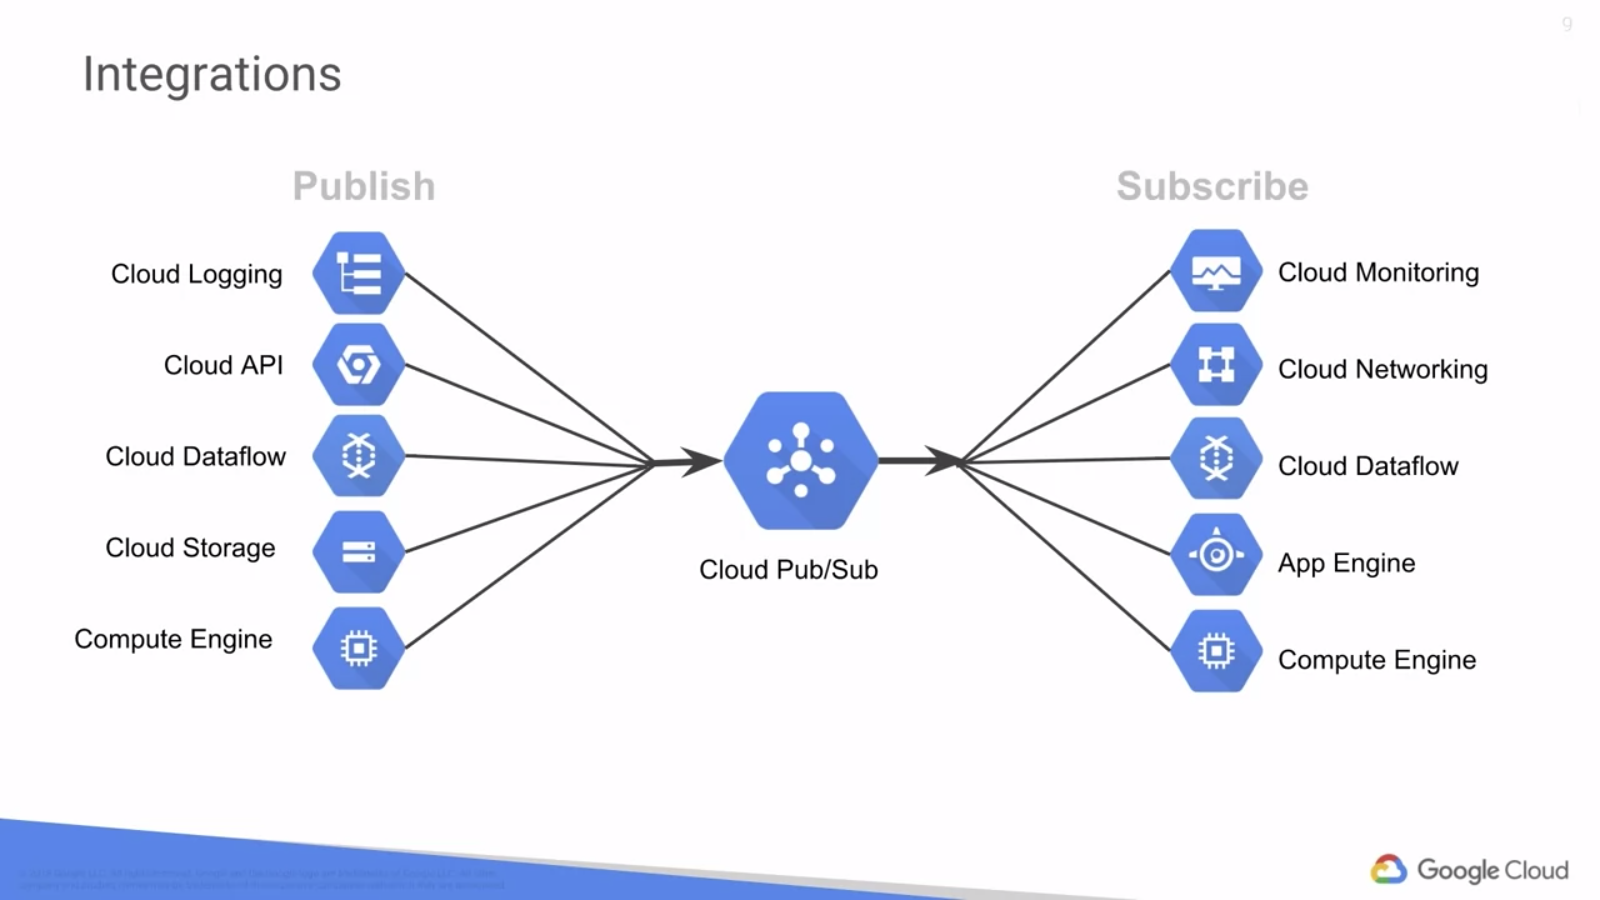 9
Integrations
Publish
Subscribe
Cloud Logging
Cloud API
Cloud Dataflow
Cloud Storage
Compute Engine
Cloud Pub/Sub
Cloud Monitoring
Cloud Networking
Cloud Dataflow
App Engine
Compute Engine
Google Cloud